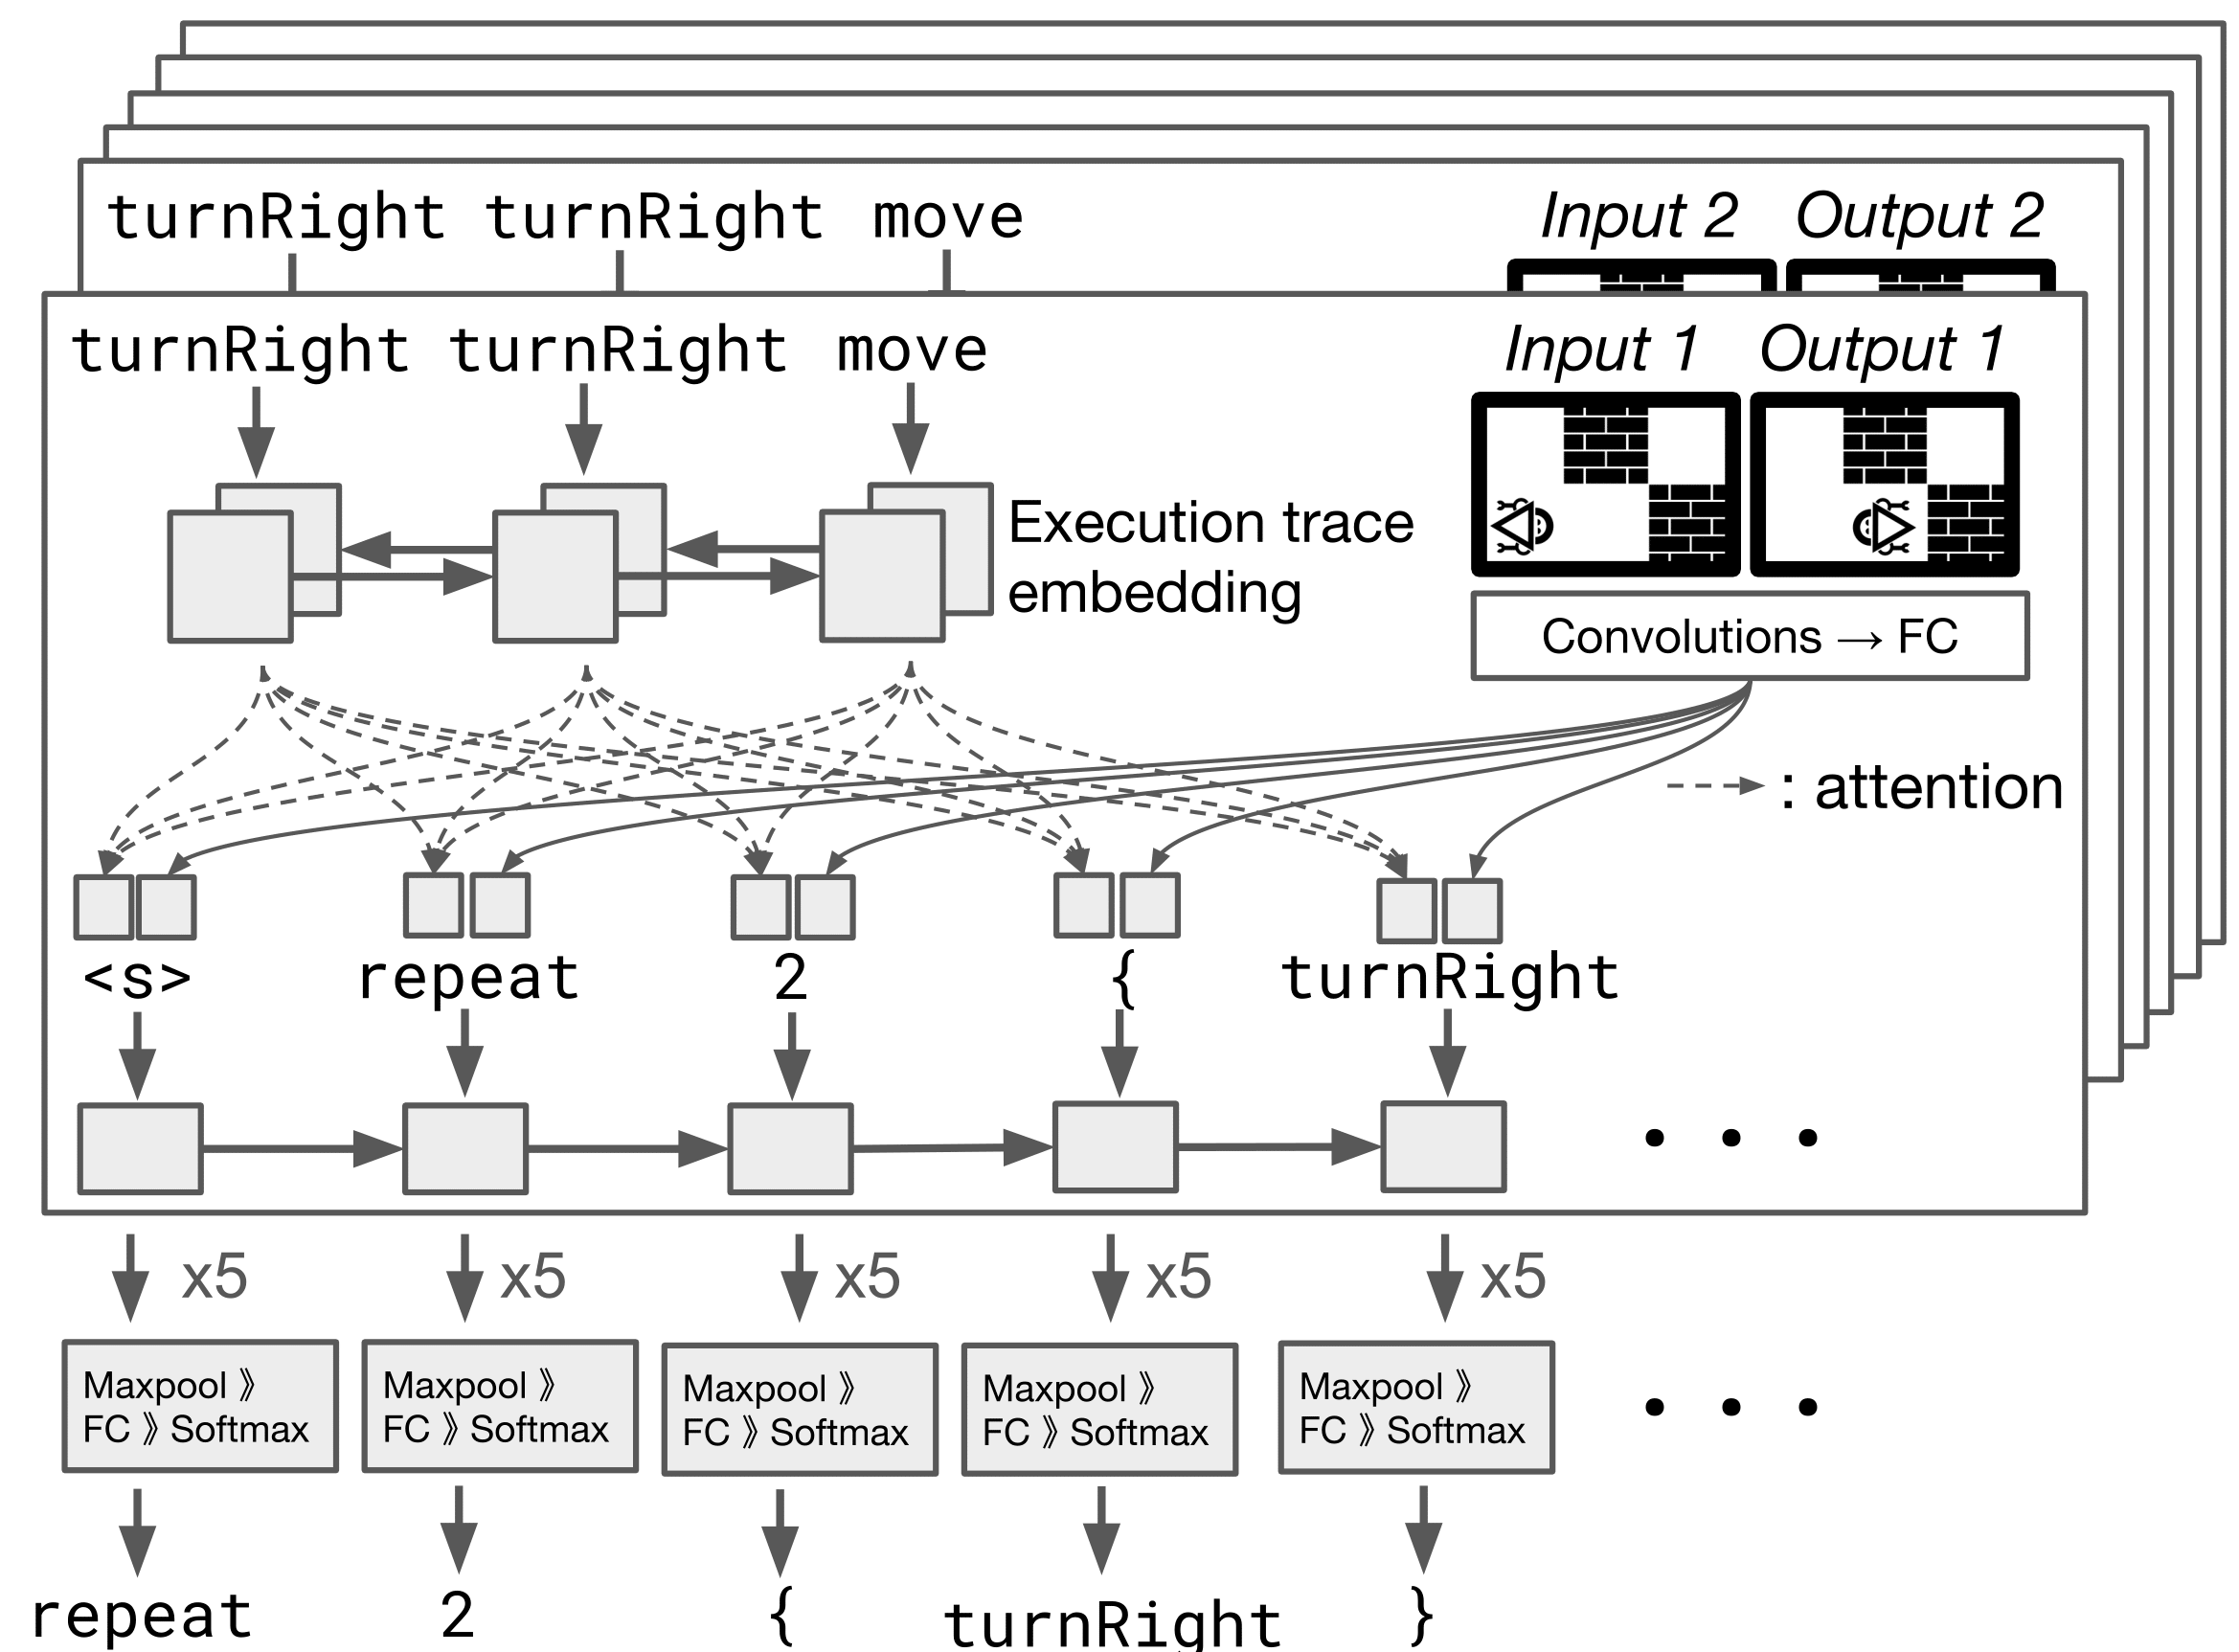 turnRight turnRight move
Input 2 Output 2
turnRight turnRight move
Input 1 Output 1
Execution trace
embedding
Convolutions → FC
: attention
<s> repeat 2 { turnRight
• • •
x5 x5 x5 x5 x5
Maxpool 》
FC 》Softmax
Maxpool 》
FC 》Softmax
Maxpool 》
FC 》Softmax
Maxpool 》
FC 》Softmax
Maxpool 》
FC 》Softmax
• • •
repeat 2 { turnRight }